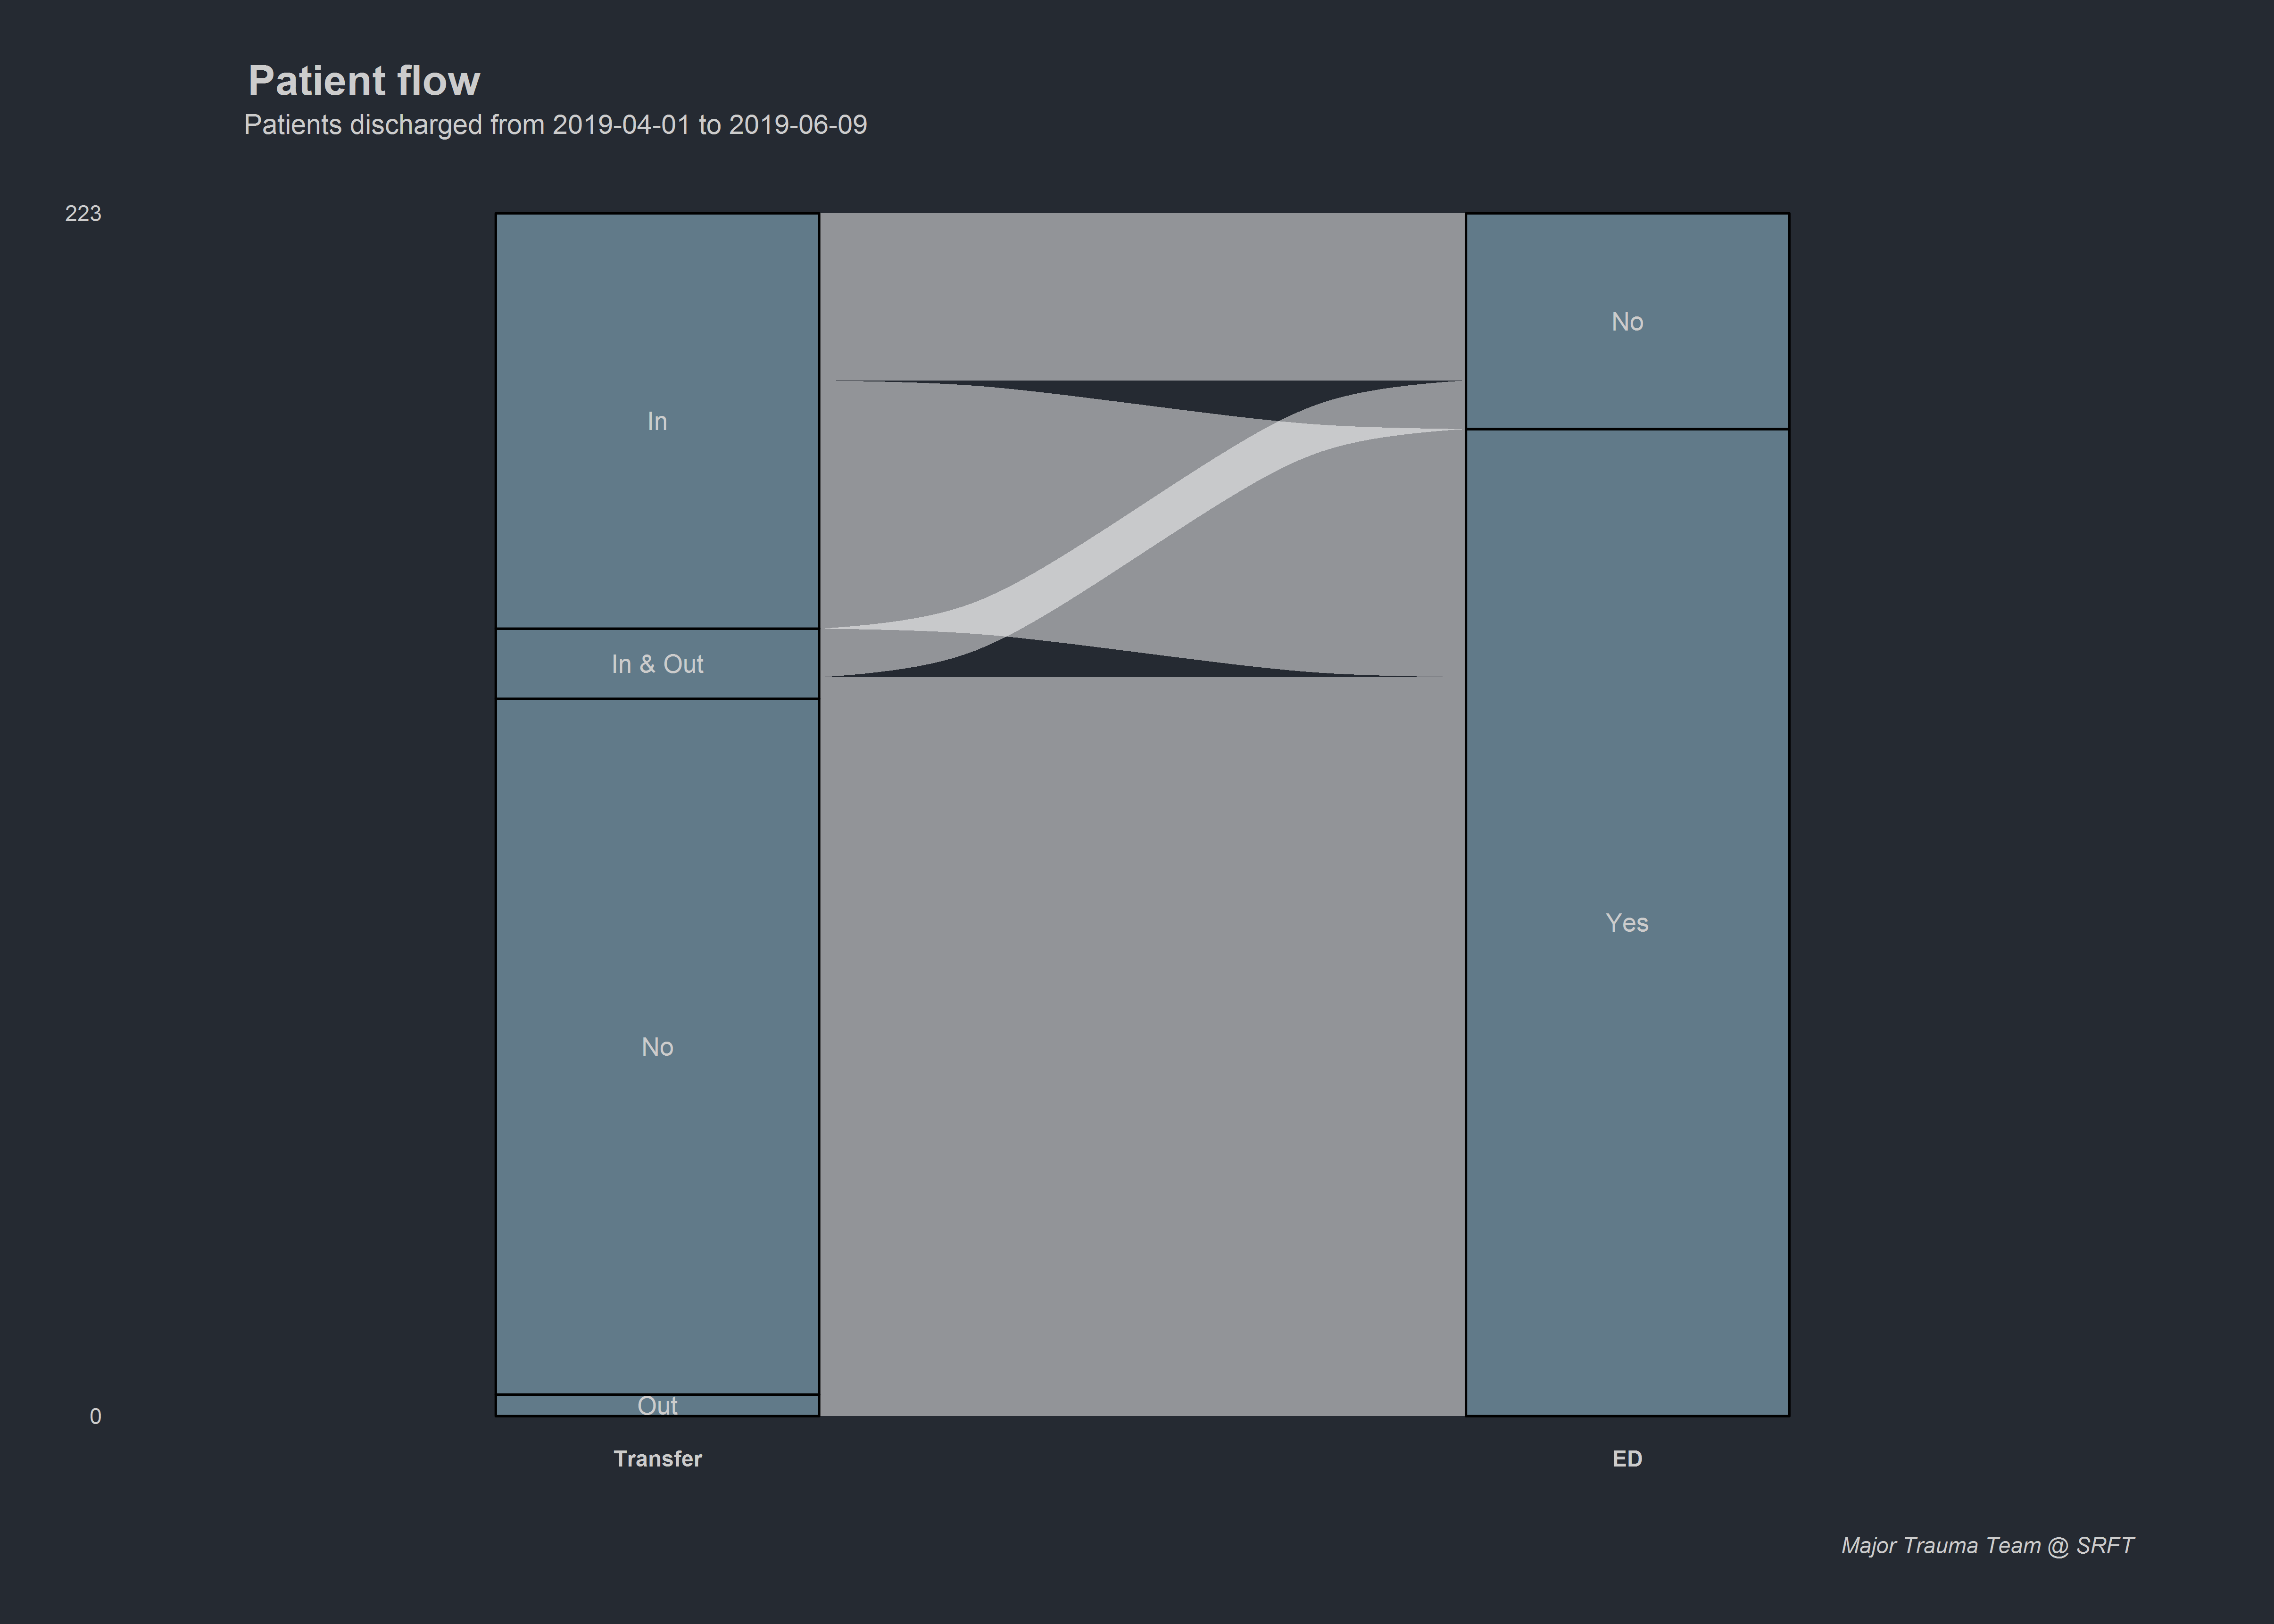 Patient flow
Patients discharged from 2019-04-01 to 2019-06-09
223
In
No
In & Out
Yes
No
Out
0
Transfer
ED
Major Trauma Team @ SRFT